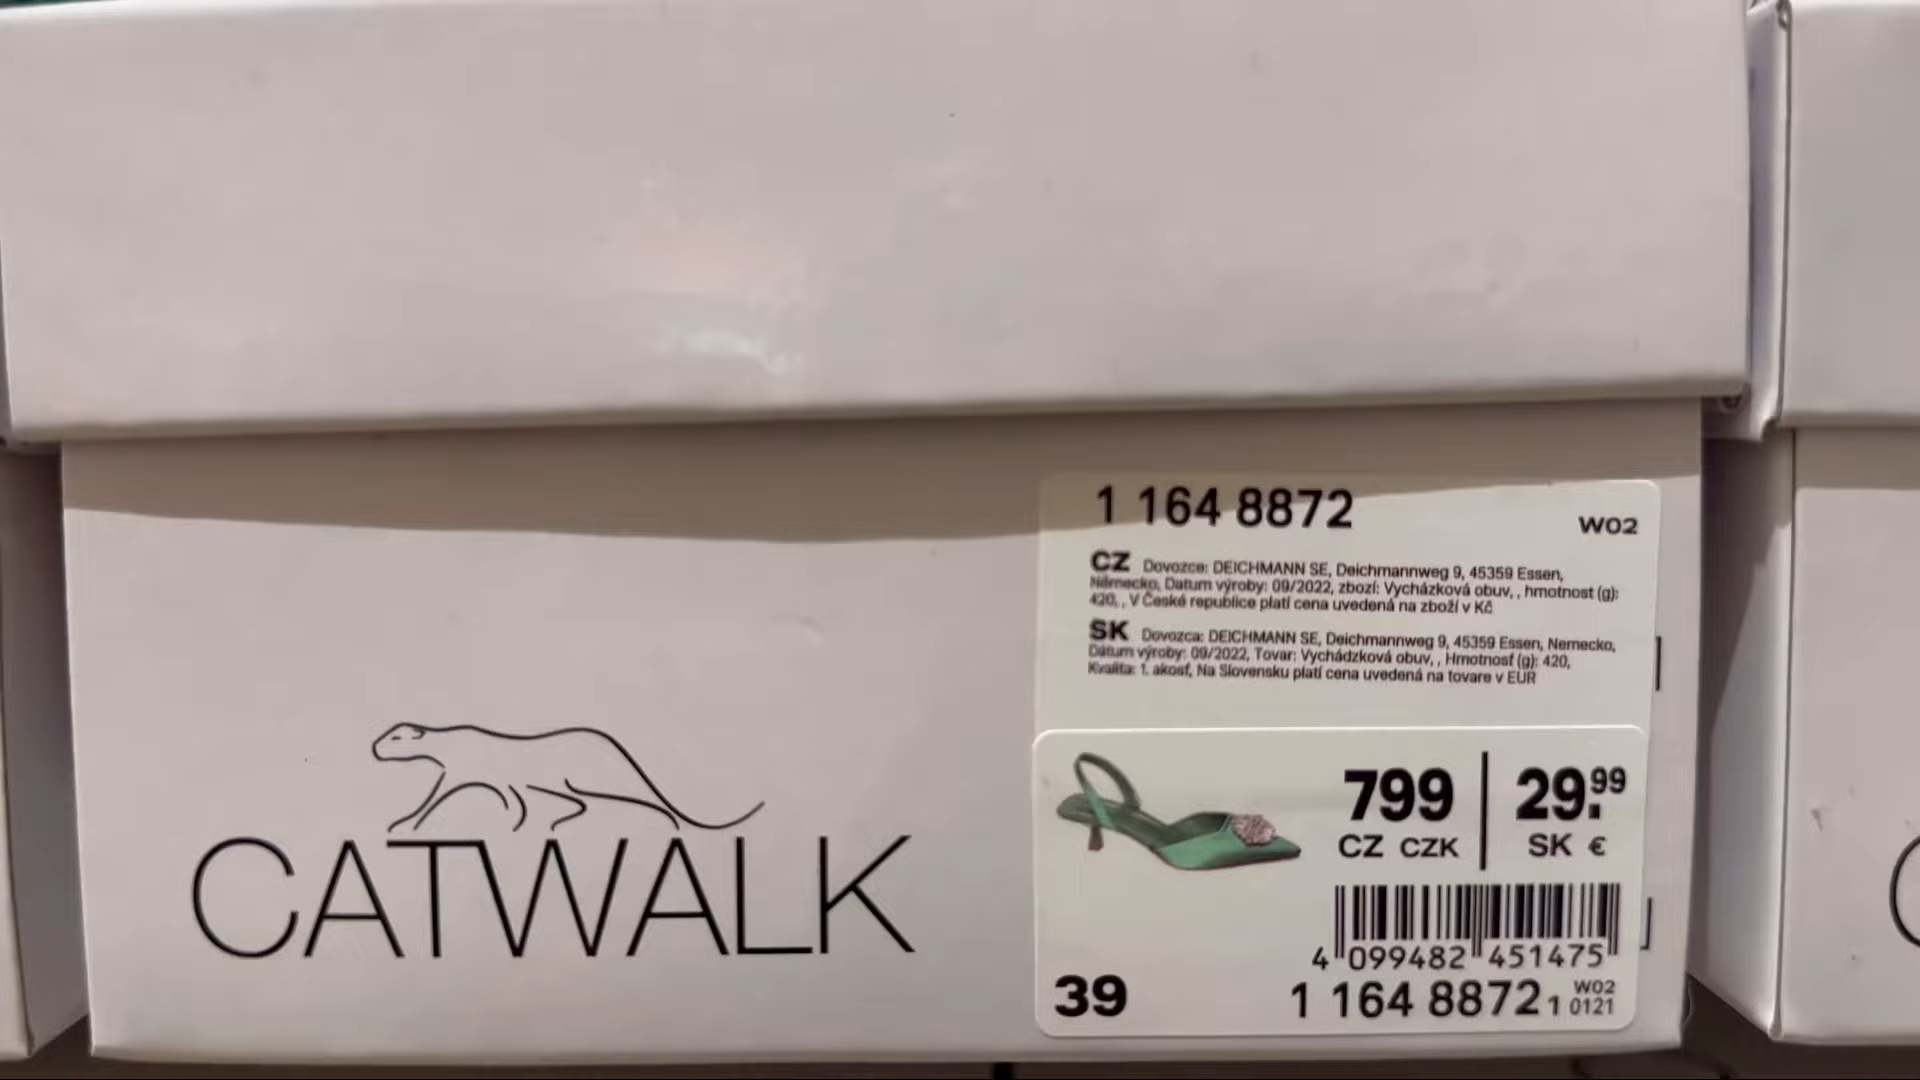 1 164 8872
W02
CZ Dovozce: DEICHMANN SE, Deichmannweg 9, 45359 Essen,
Německo, Datum výroby: 09/2022, zboží: Vycházková obuv, , hmotnost (g):
420, , V České republice platí cena uvedená na zboží v Kč
SK Dovozca: DEICHMANN SE, Deichmannweg 9, 45359 Essen, Nemecko,
Dátum výroby: 09/2022, Tovar: Vychádzková obuv, , Hmotnosť (g): 420,
Kvalita: 1. akosť, Na Slovensku platí cena uvedená na tovare v EUR
CATWALK
799
CZ CZK
29.99
SK €
4 099482 451475
39
1 164 8872 1 W02 0121